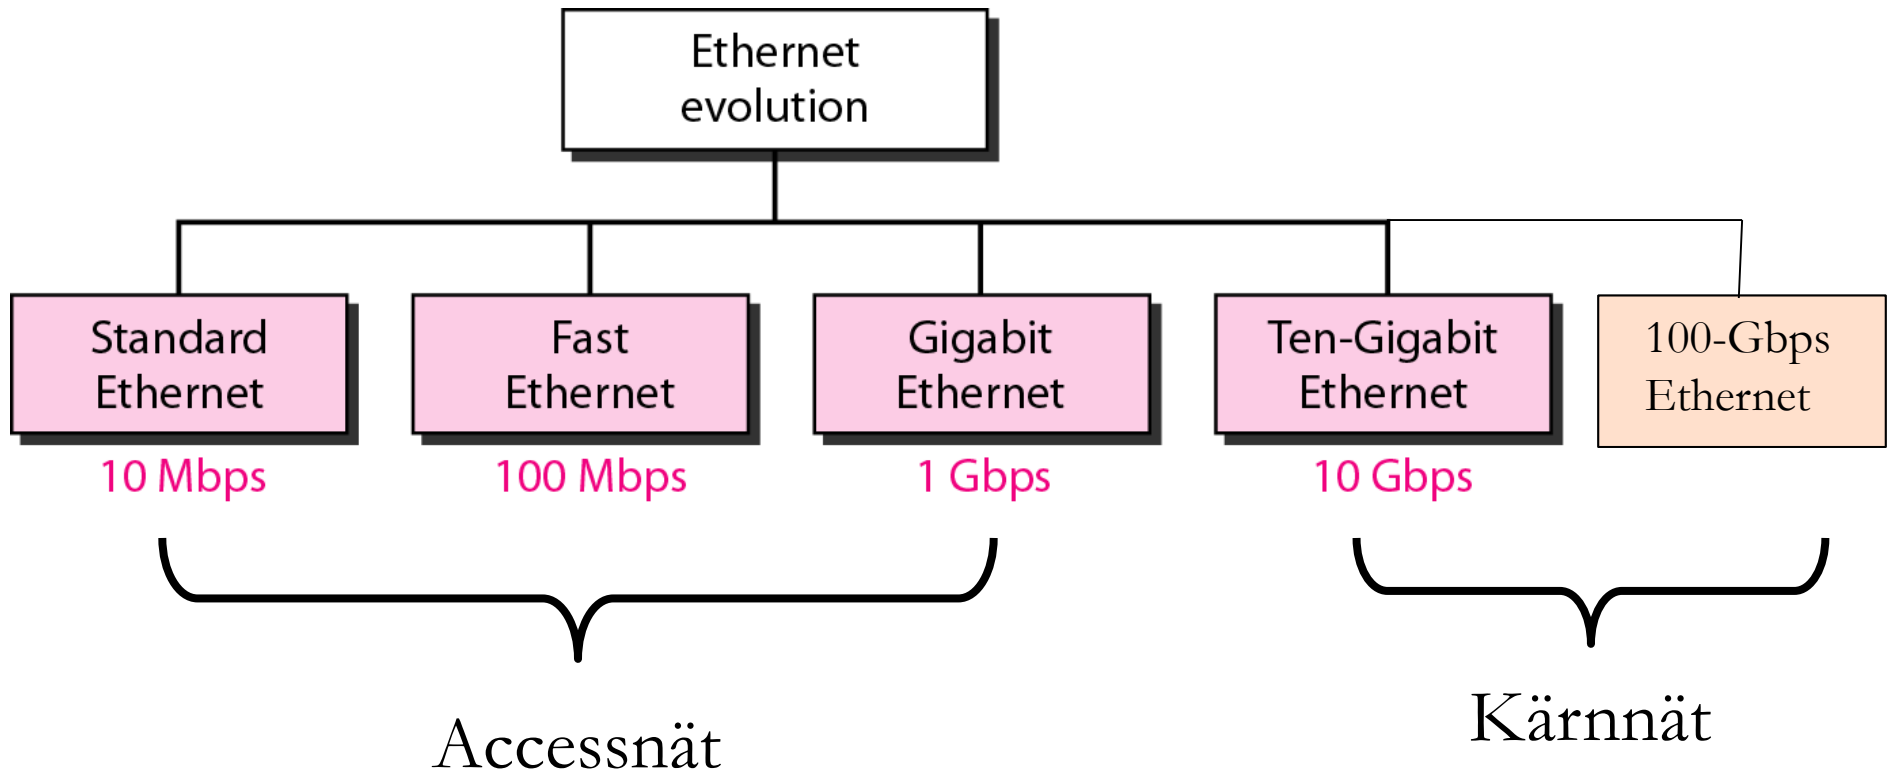 Ethernet
evolution
Standard
Ethernet
10 Mbps
Fast
Ethernet
100 Mbps
Gigabit
Ethernet
1 Gbps
Ten-Gigabit
Ethernet
10 Gbps
100-Gbps
Ethernet
Accessnät
Kärnnät